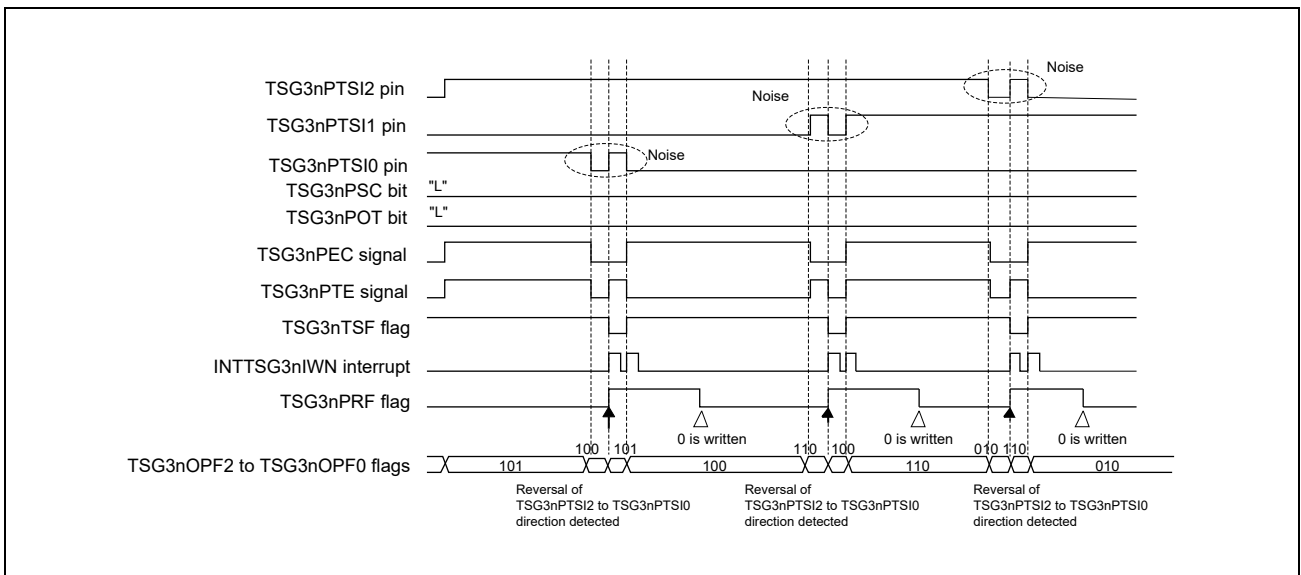 Noise
TSG3nPTSI2 pin
Noise
TSG3nPTSI1 pin
Noise
TSG3nPTSI0 pin
TSG3nPSC bit "L"
TSG3nPOT bit "L"
TSG3nPEC signal
TSG3nPTE signal
TSG3nTSF flag
INTTSG3nIWN interrupt
TSG3nPRF flag
0 is written 0 is written 0 is written
100 101 110 100 010 110
TSG3nOPF2 to TSG3nOPF0 flags 101 100 110 010
Reversal of
TSG3nPTSI2 to TSG3nPTSI0
direction detected
Reversal of
TSG3nPTSI2 to TSG3nPTSI0
direction detected
Reversal of
TSG3nPTSI2 to TSG3nPTSI0
direction detected